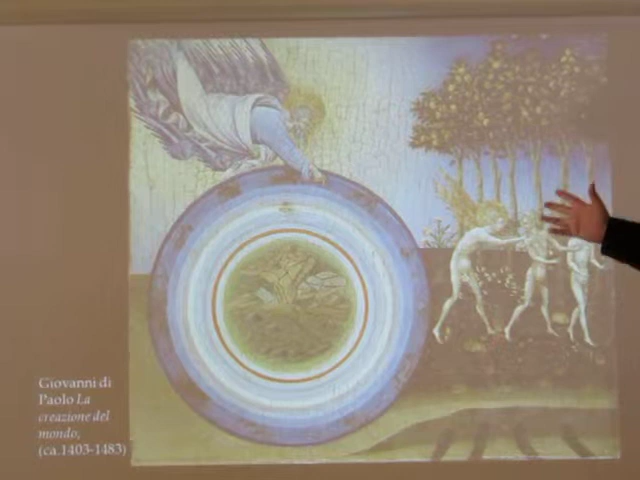 Giovanni di
Paolo La
creazione del
mondo,
(ca.1403-1483)